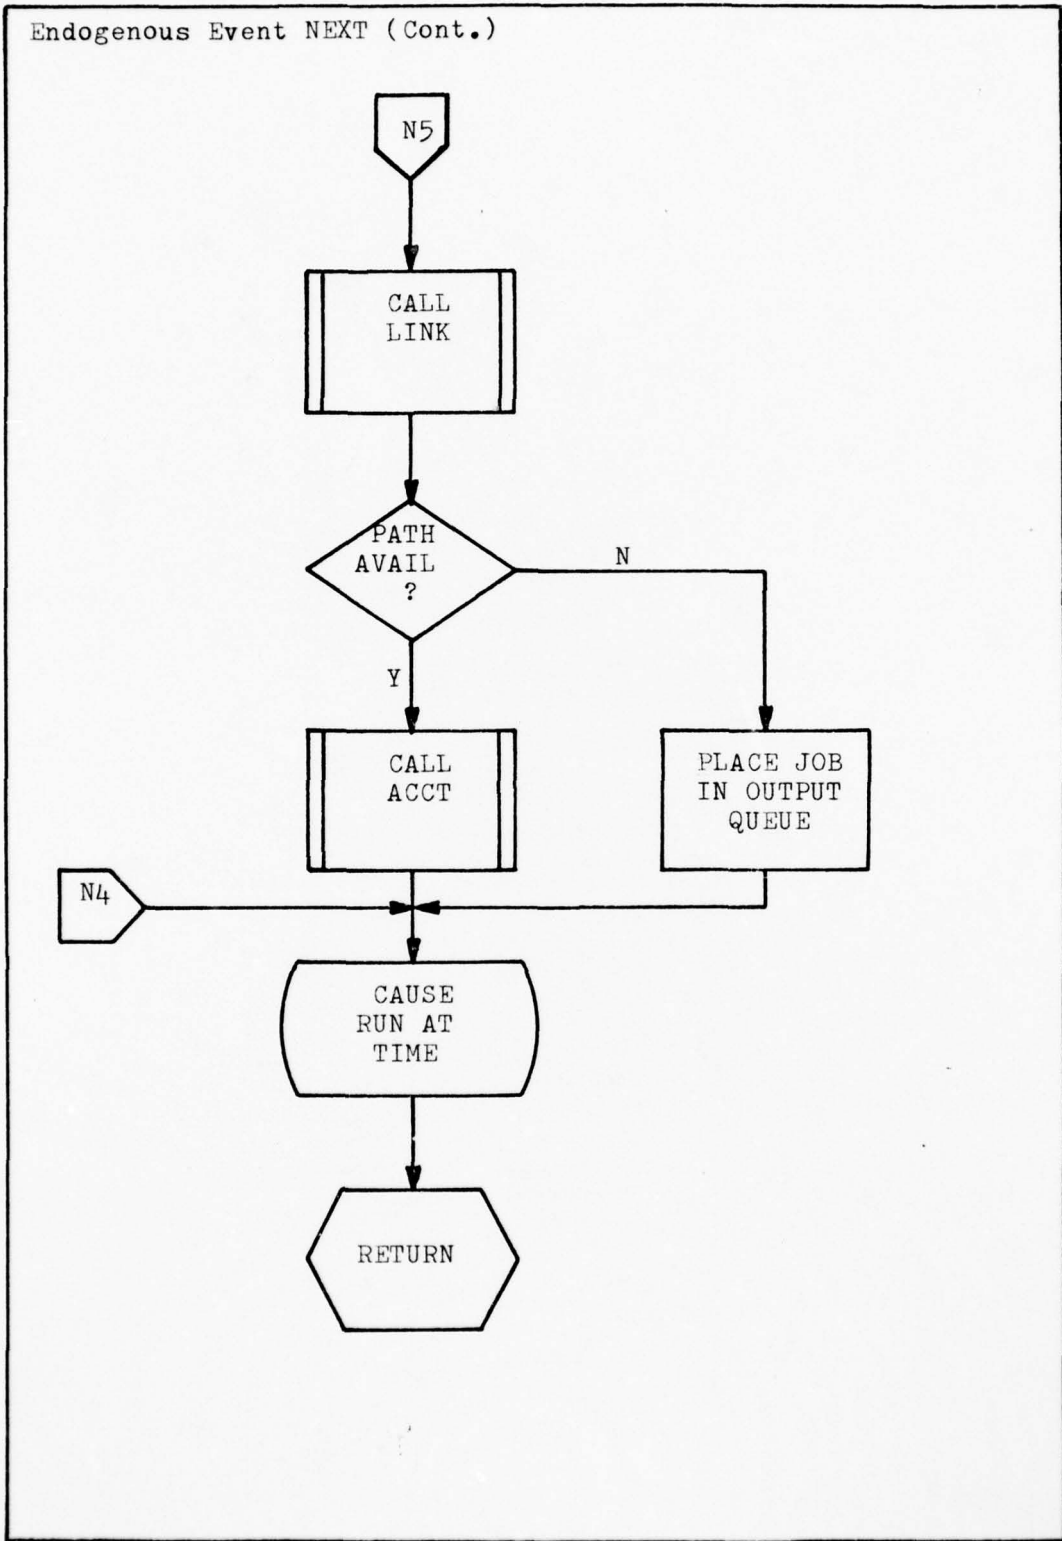 Endogenous Event NEXT (Cont.)
N5
CALL
LINK
PATH
AVAIL
?
N
Y
CALL
ACCT
PLACE JOB
IN OUTPUT
QUEUE
N4
CAUSE
RUN AT
TIME
RETURN